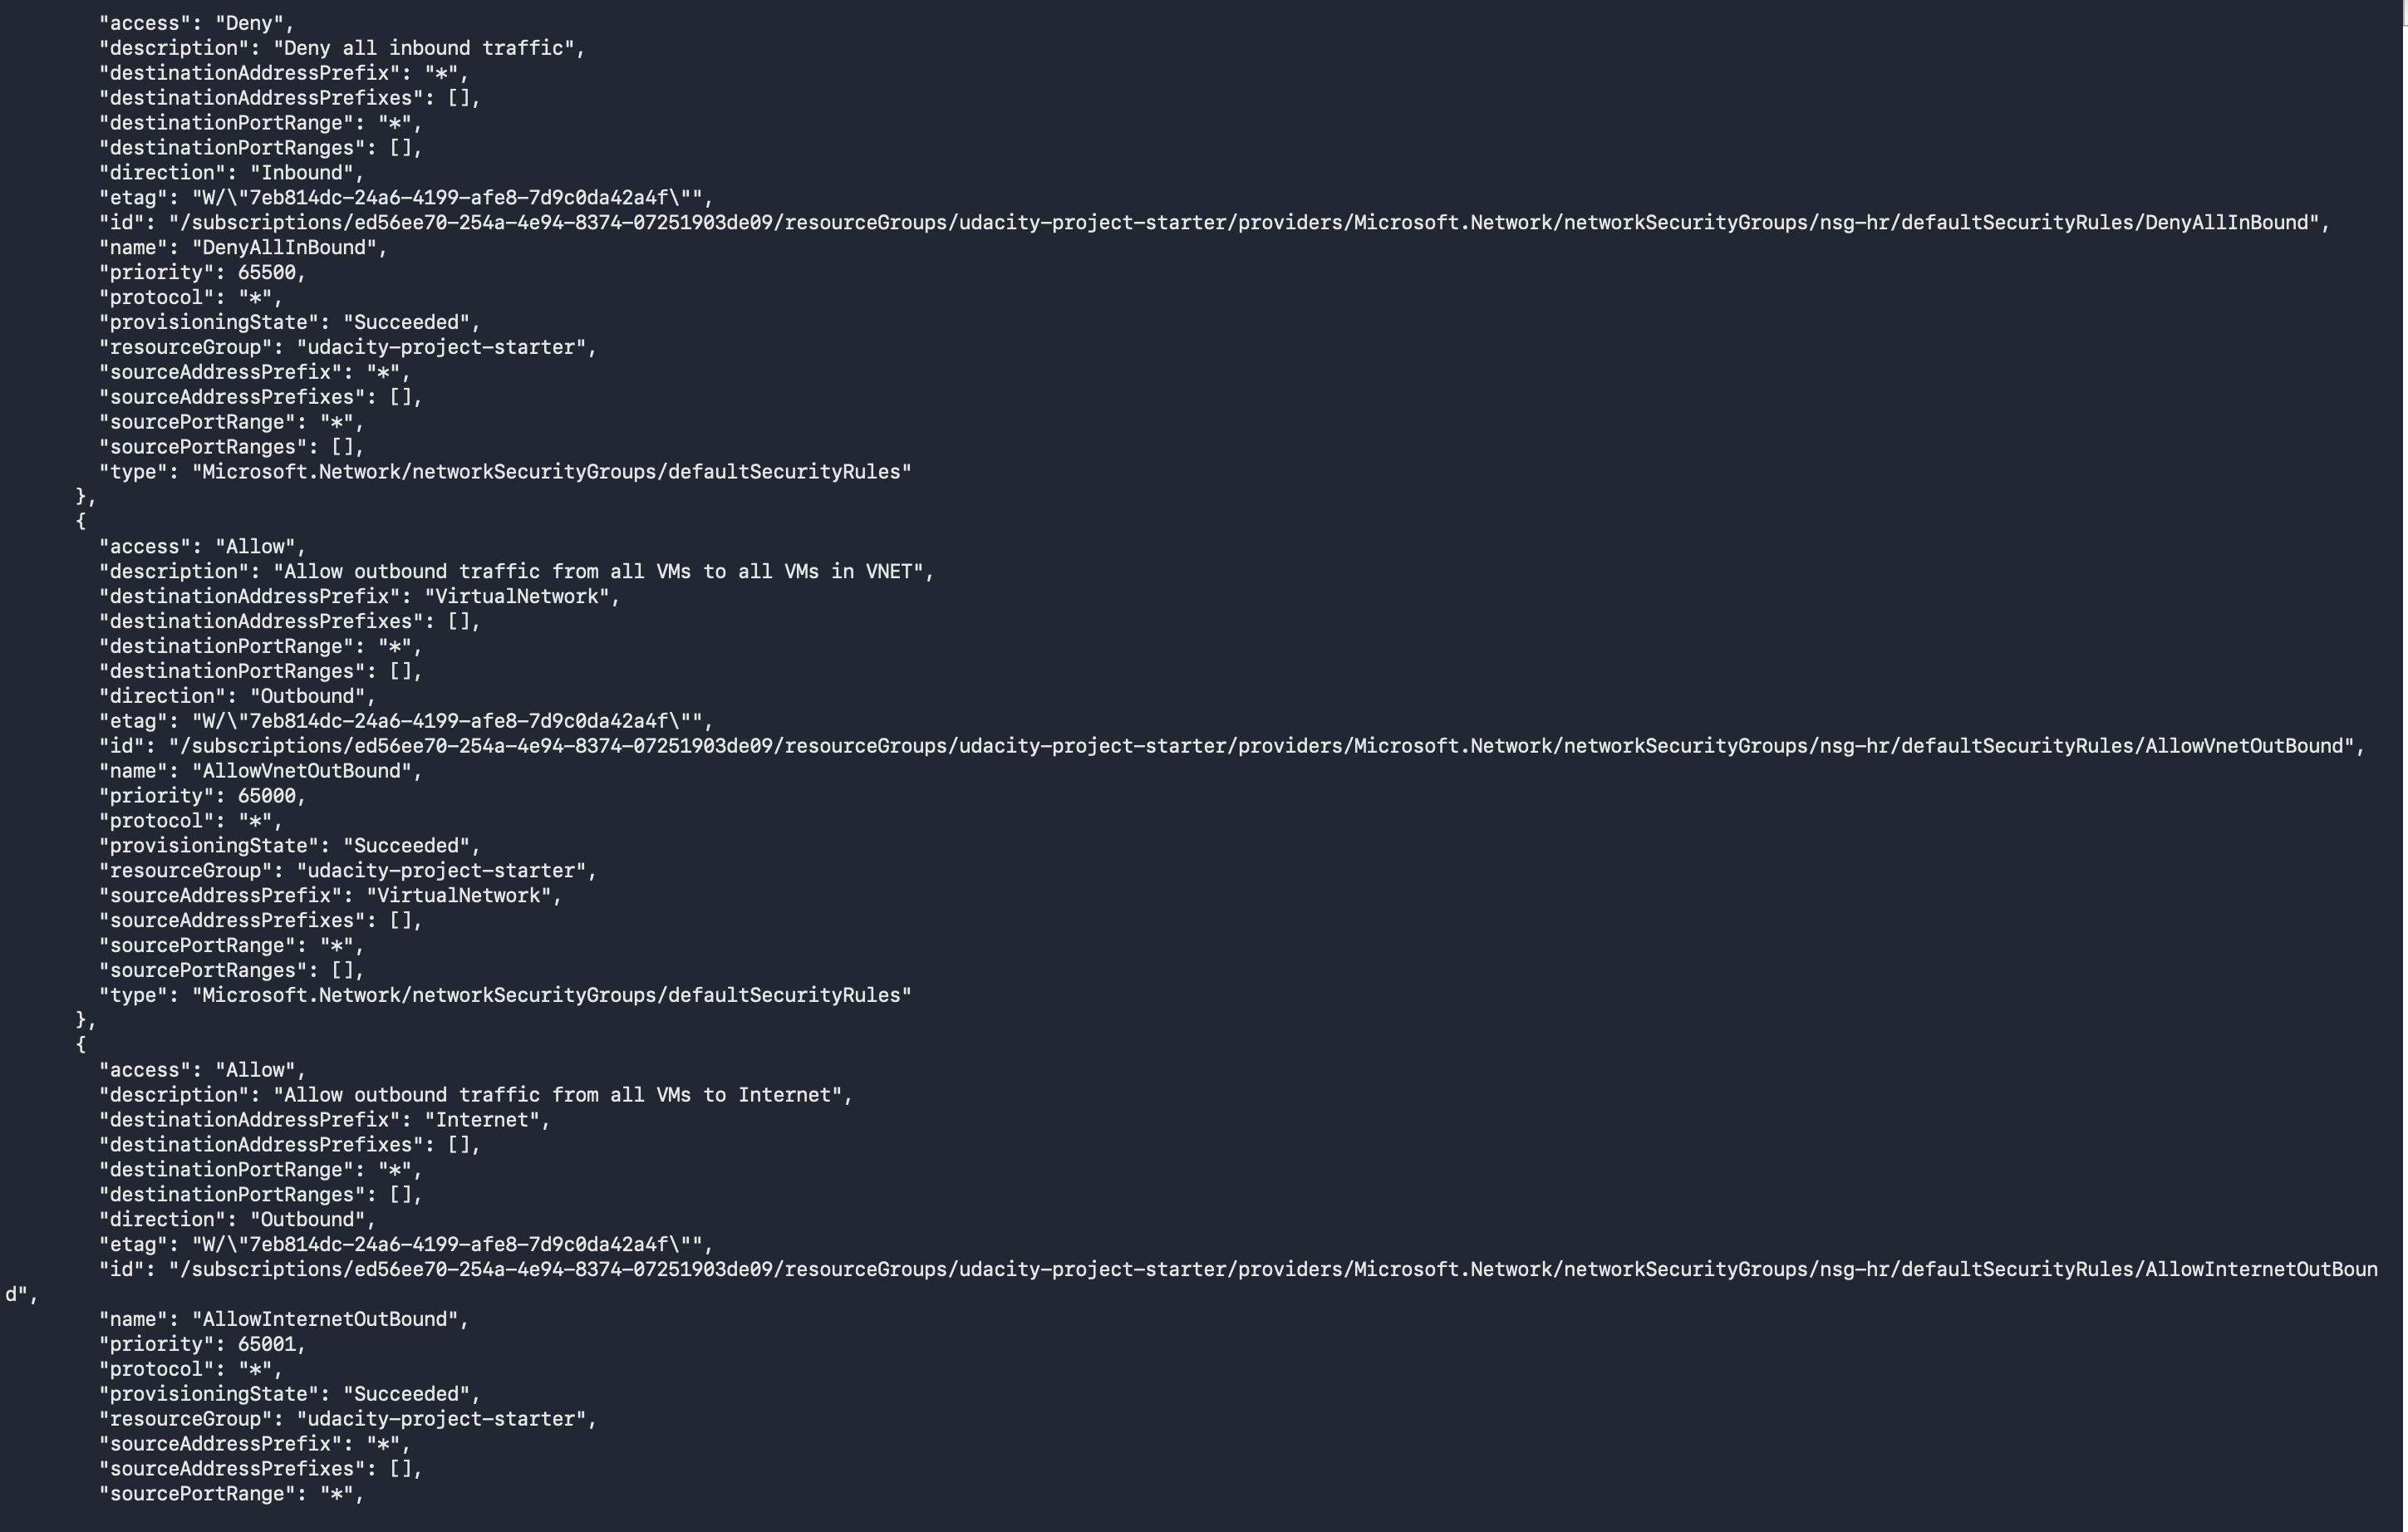 "access": "Deny",
"description": "Deny all inbound traffic",
"destinationAddressPrefix": "*",
"destinationAddressPrefixes": [],
"destinationPortRange": "*",
"destinationPortRanges": [],
"direction": "Inbound",
"etag": "W/\"7eb814dc-24a6-4199-afe8-7d9c0da42a4f\"",
"id": "/subscriptions/ed56ee70-254a-4e94-8374-07251903de09/resourceGroups/udacity-project-starter/providers/Microsoft.Network/networkSecurityGroups/nsg-hr/defaultSecurityRules/DenyAllInBound",
"name": "DenyAllInBound",
"priority": 65500,
"protocol": "*",
"provisioningState": "Succeeded",
"resourceGroup": "udacity-project-starter",
"sourceAddressPrefix": "*",
"sourceAddressPrefixes": [],
"sourcePortRange": "*",
"sourcePortRanges": [],
"type": "Microsoft.Network/networkSecurityGroups/defaultSecurityRules"
},
{
"access": "Allow",
"description": "Allow outbound traffic from all VMs to all VMs in VNET",
"destinationAddressPrefix": "VirtualNetwork",
"destinationAddressPrefixes": [],
"destinationPortRange": "*",
"destinationPortRanges": [],
"direction": "Outbound",
"etag": "W/\"7eb814dc-24a6-4199-afe8-7d9c0da42a4f\"",
"id": "/subscriptions/ed56ee70-254a-4e94-8374-07251903de09/resourceGroups/udacity-project-starter/providers/Microsoft.Network/networkSecurityGroups/nsg-hr/defaultSecurityRules/AllowVnetOutBound",
"name": "AllowVnetOutBound",
"priority": 65000,
"protocol": "*",
"provisioningState": "Succeeded",
"resourceGroup": "udacity-project-starter",
"sourceAddressPrefix": "VirtualNetwork",
"sourceAddressPrefixes": [],
"sourcePortRange": "*",
"sourcePortRanges": [],
"type": "Microsoft.Network/networkSecurityGroups/defaultSecurityRules"
},
{
"access": "Allow",
"description": "Allow outbound traffic from all VMs to Internet",
"destinationAddressPrefix": "Internet",
"destinationAddressPrefixes": [],
"destinationPortRange": "*",
"destinationPortRanges": [],
"direction": "Outbound",
"etag": "W/\"7eb814dc-24a6-4199-afe8-7d9c0da42a4f\"",
"id": "/subscriptions/ed56ee70-254a-4e94-8374-07251903de09/resourceGroups/udacity-project-starter/providers/Microsoft.Network/networkSecurityGroups/nsg-hr/defaultSecurityRules/AllowInternetOutBoun
d",
"name": "AllowInternetOutBound",
"priority": 65001,
"protocol": "*",
"provisioningState": "Succeeded",
"resourceGroup": "udacity-project-starter",
"sourceAddressPrefix": "*",
"sourceAddressPrefixes": [],
"sourcePortRange": "*",